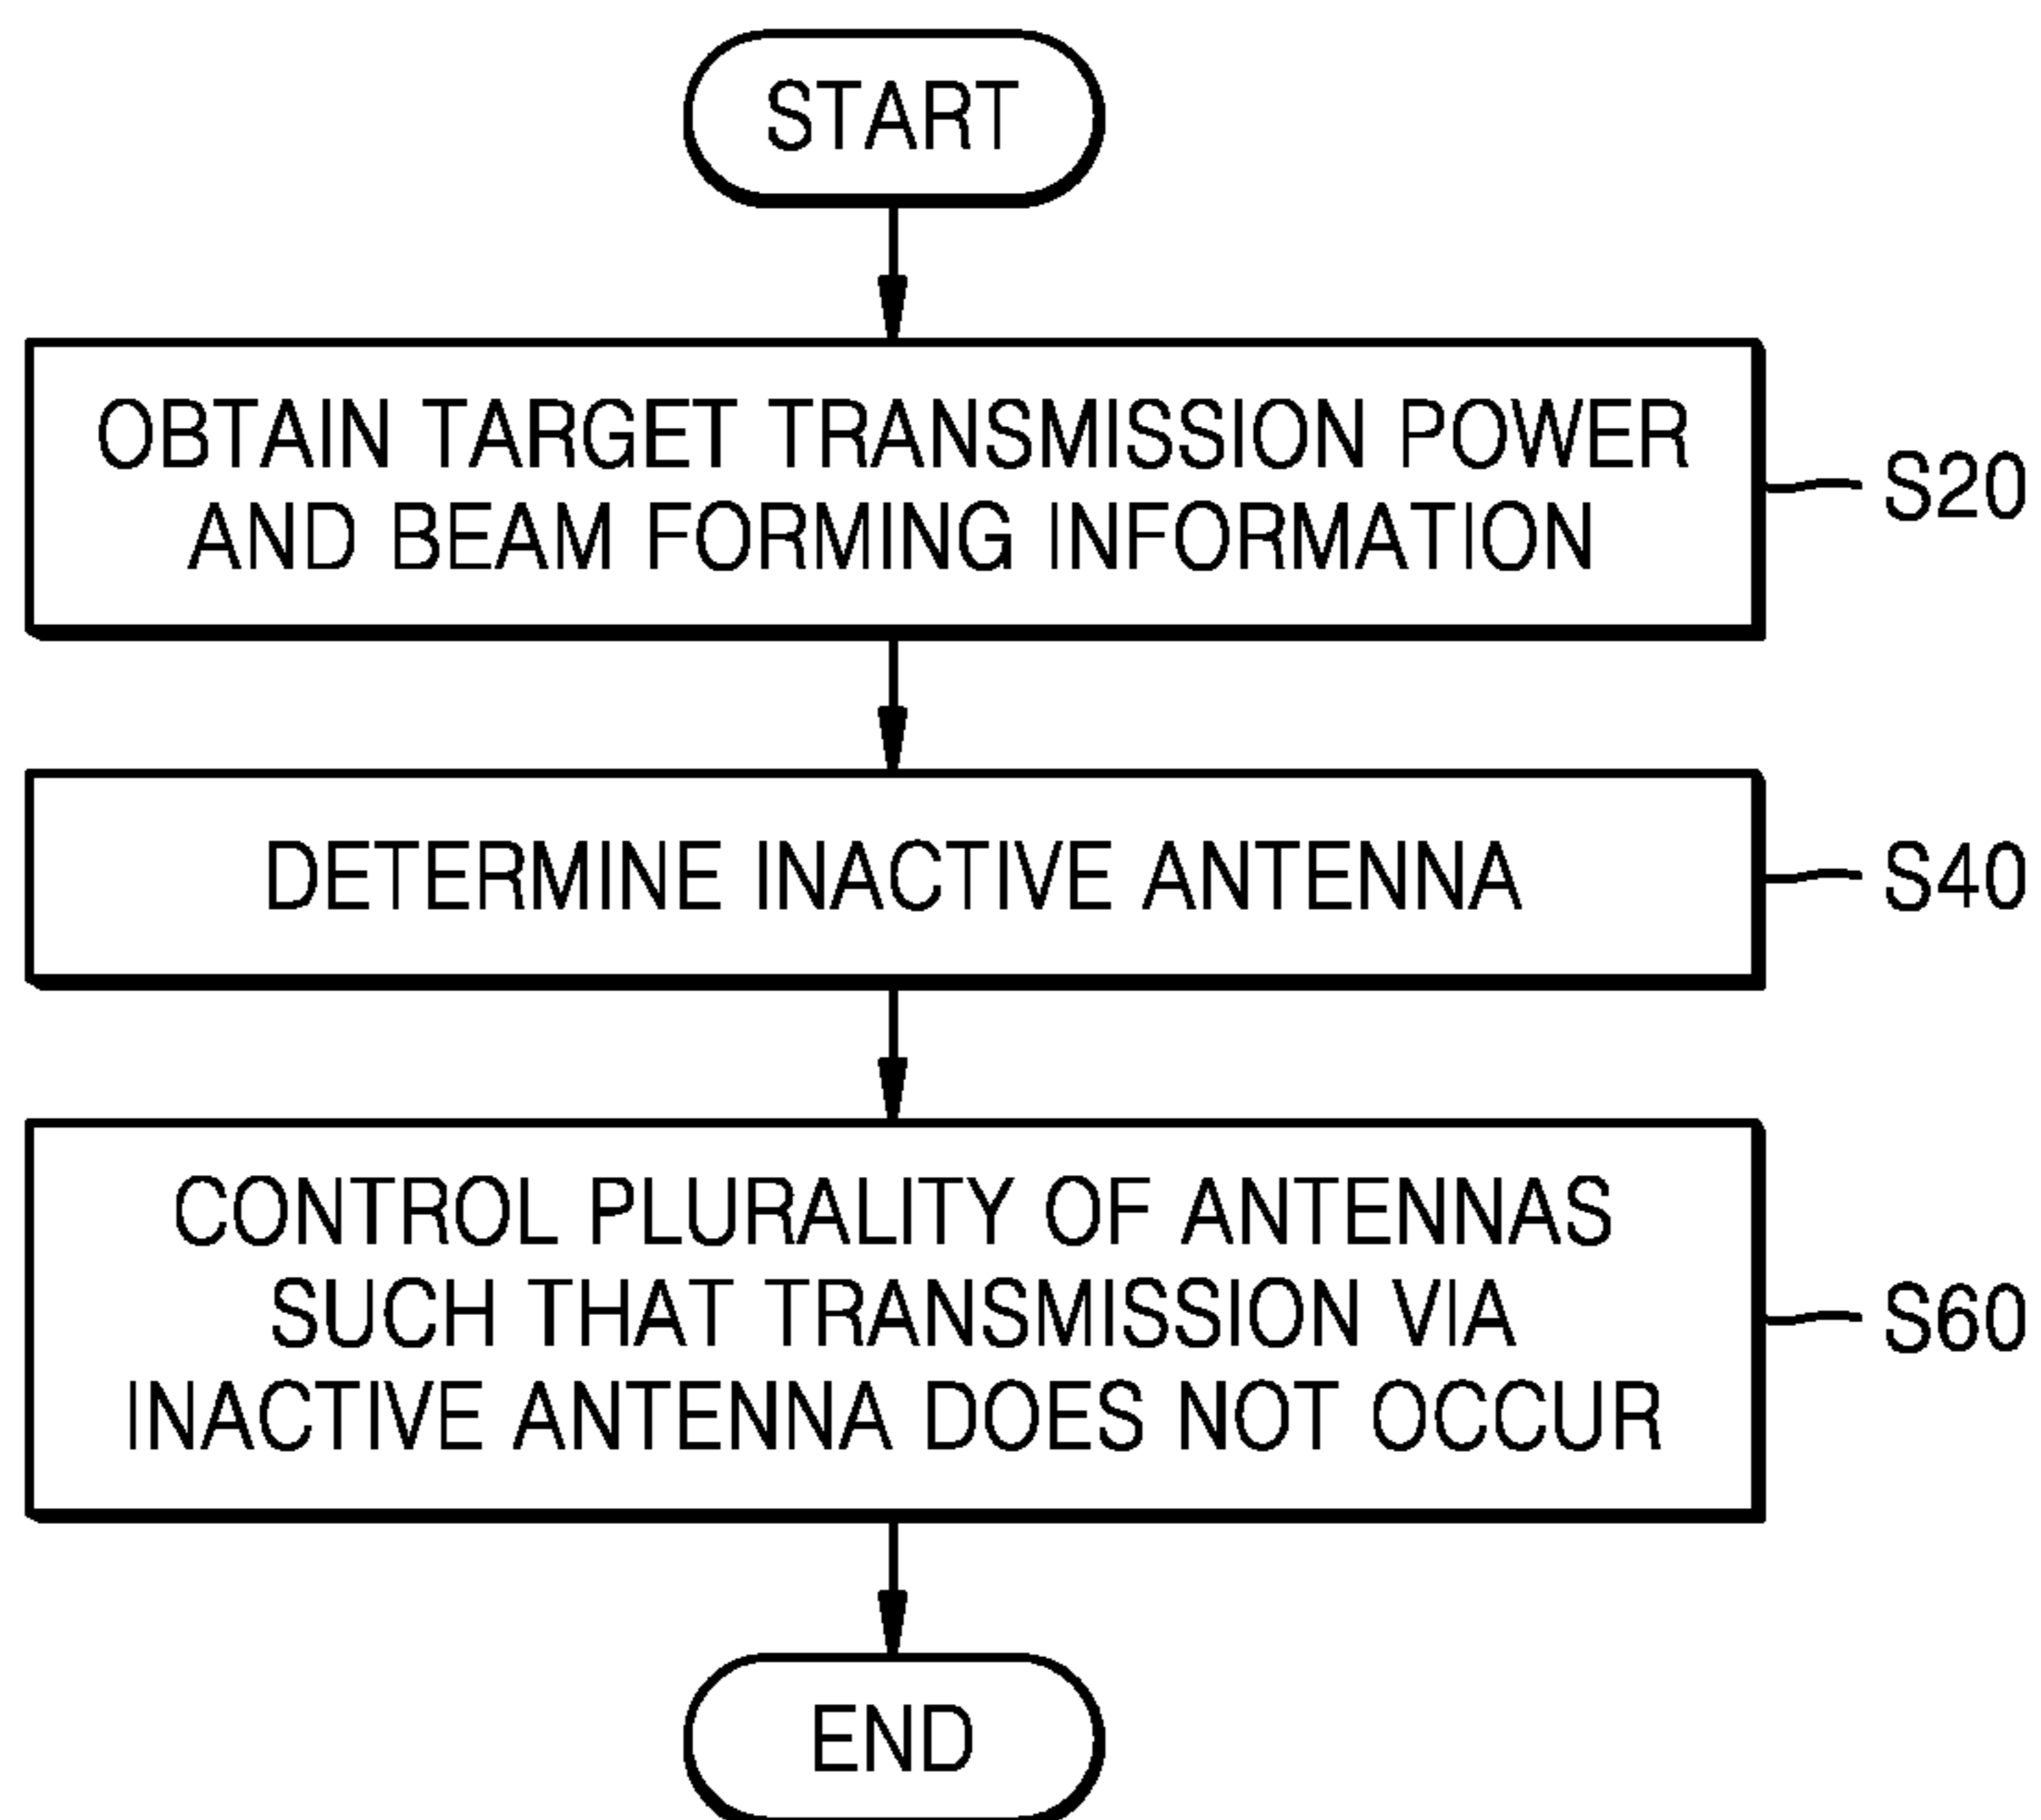 START
OBTAIN TARGET TRANSMISSION POWER
AND BEAM FORMING INFORMATION
S20
DETERMINE INACTIVE ANTENNA
S40
CONTROL PLURALITY OF ANTENNAS
SUCH THAT TRANSMISSION VIA
INACTIVE ANTENNA DOES NOT OCCUR
S60
END